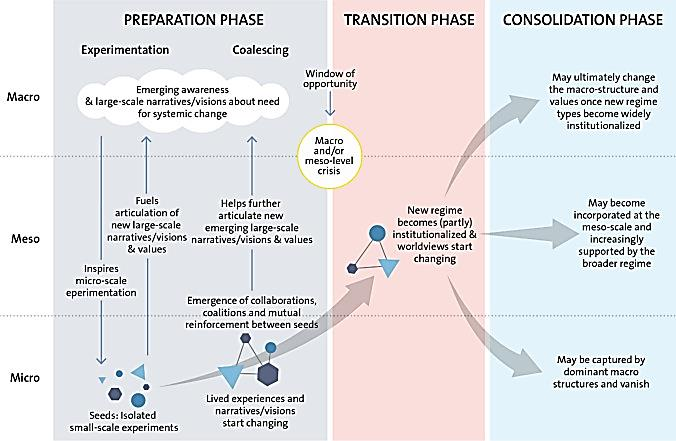 PREPARATION PHASE
TRANSITION PHASE
CONSOLIDATION PHASE
Experimentation
Coalescing
Macro
Emerging awareness
& large-scale narratives/visions about need
for systemic change
Window of
opportunity
May ultimately change
the macro-structure and
values once new regime
types become widely
institutionalized
Macro
and/or
meso-level
crisis
Meso
Fuels
articulation of
new large-scale
narratives/visions
& values
Helps further
articulate new
emerging large-scale
narratives/visions & values
New regime
becomes (partly)
institutionalized &
worldviews start
changing
May become
incorporated at the
meso-scale and
increasingly
supported by the
broader regime
Inspires
micro-scale
eperimentation
Emergence of collaborations,
coalitions and mutual
reinforcement between seeds
Micro
Seeds: Isolated
small-scale experiments
Lived experiences and
narratives/visions
start changing
May be captured by
dominant macro
structures and vanish